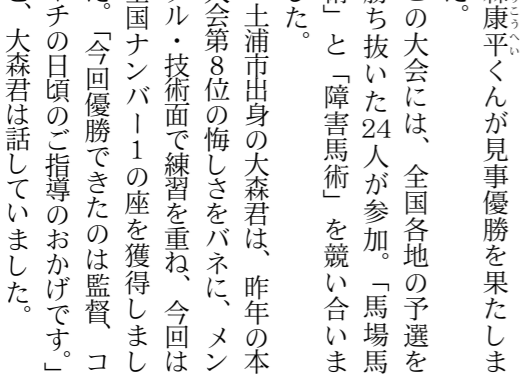 森康平くんが見事優勝を果たしま
こうへい
た。
の大会には、全国各地の予選を
勝ち抜いた24人が参加。「馬場馬
術」と「障害馬術」を競い合いま
した。
土浦市出身の大森君は、昨年の本
大会第8位の悔しさをバネに、メン
タル・技術面で練習を重ね、今回は
全国ナンバー1の座を獲得しまし
た。「今回優勝できたのは監督、コ
ーチの日頃のご指導のおかげです。」
と、大森君は話していました。